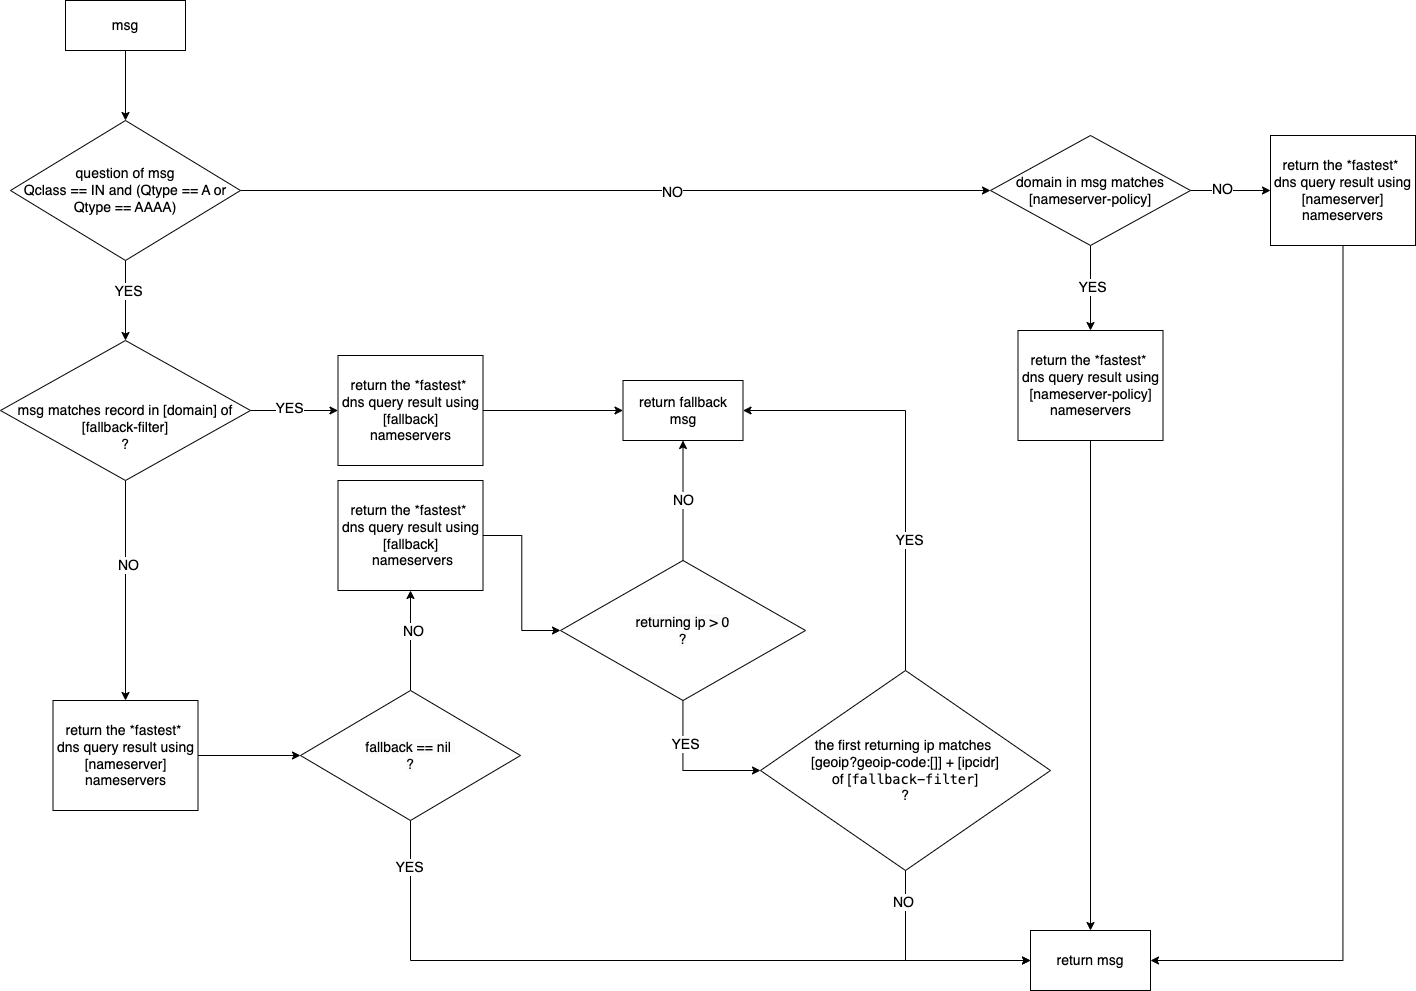 msg
question of msg
Qclass == IN and (Qtype == A or
Qtype == AAAA)
NO
domain in msg matches
[nameserver-policy]
NO
return the *fastest*
dns query result using
[nameserver]
nameservers
YES
YES
msg matches record in [domain] of
[fallback-filter]
?
YES
return the *fastest*
dns query result using
[fallback]
nameservers
return fallback
msg
return the *fastest*
dns query result using
[nameserver-policy]
nameservers
NO
return the *fastest*
dns query result using
[fallback]
nameservers
NO
YES
NO
returning ip > 0
?
return the *fastest*
dns query result using
[nameserver]
nameservers
fallback == nil
?
YES
the first returning ip matches
[geoip?geoip-code:[]] + [ipcidr]
of [fallback-filter]
?
YES
NO
return msg